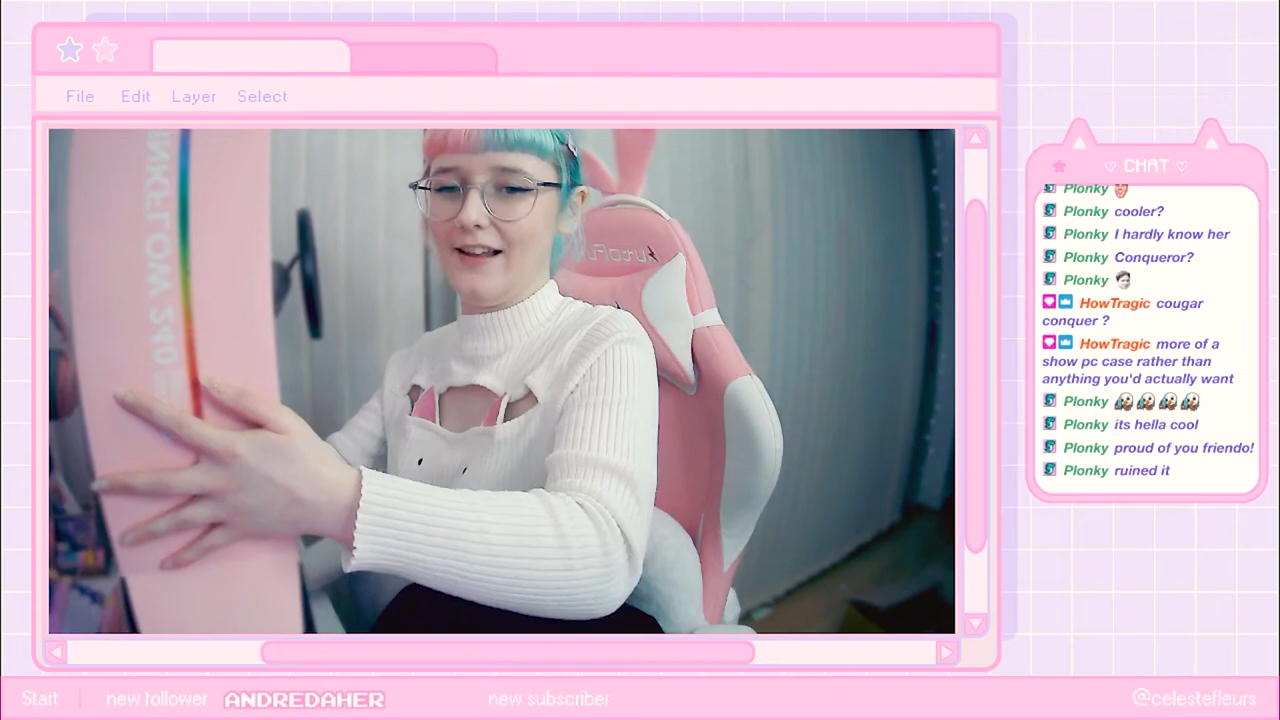 File Edit Layer Select
PINKFLOW 240
♡ CHAT ♡
Plonky
Plonky cooler?
Plonky I hardly know her
Plonky Conqueror?
Plonky
HowTragic cougar
conquer ?
HowTragic more of a
show pc case rather than
anything you'd actually want
Plonky
Plonky its hella cool
Plonky proud of you friendo!
Plonky ruined it
Start new follower ANDREDAHER new subscriber @celestefleurs